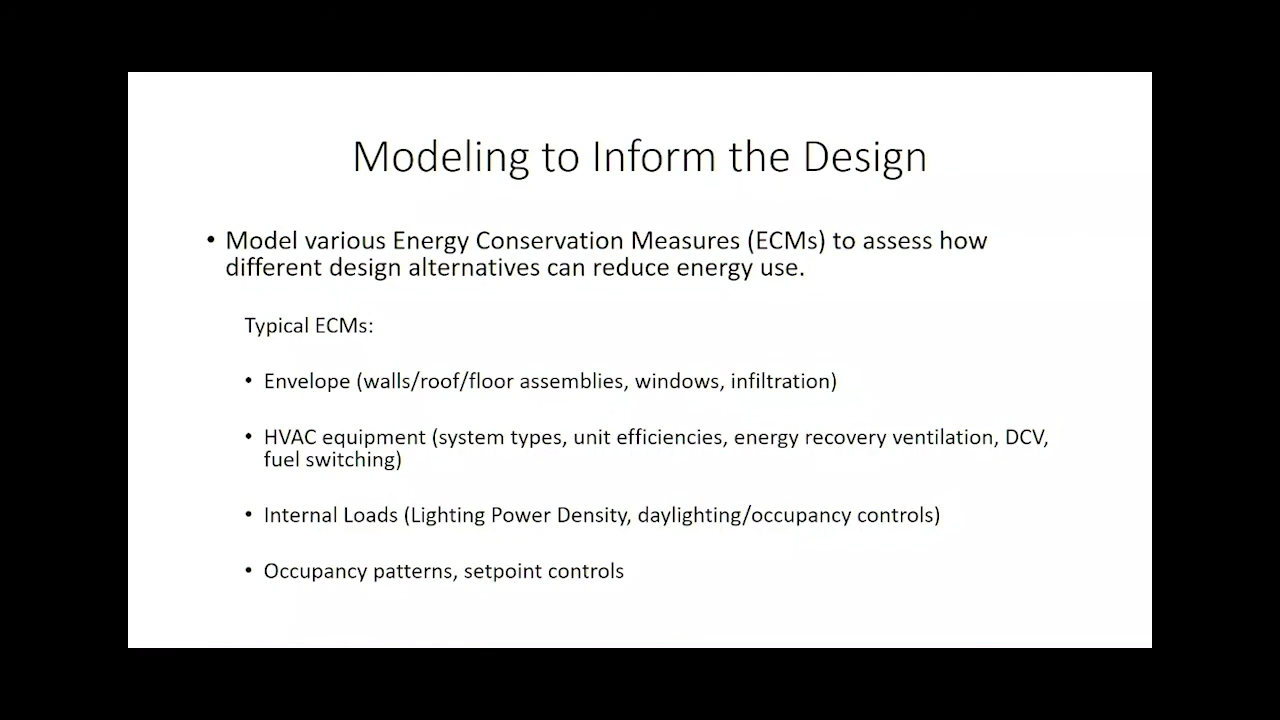 Modeling to Inform the Design
• Model various Energy Conservation Measures (ECMs) to assess how
different design alternatives can reduce energy use.
Typical ECMs:
• Envelope (walls/roof/floor assemblies, windows, infiltration)
• HVAC equipment (system types, unit efficiencies, energy recovery ventilation, DCV,
fuel switching)
• Internal Loads (Lighting Power Density, daylighting/occupancy controls)
• Occupancy patterns, setpoint controls